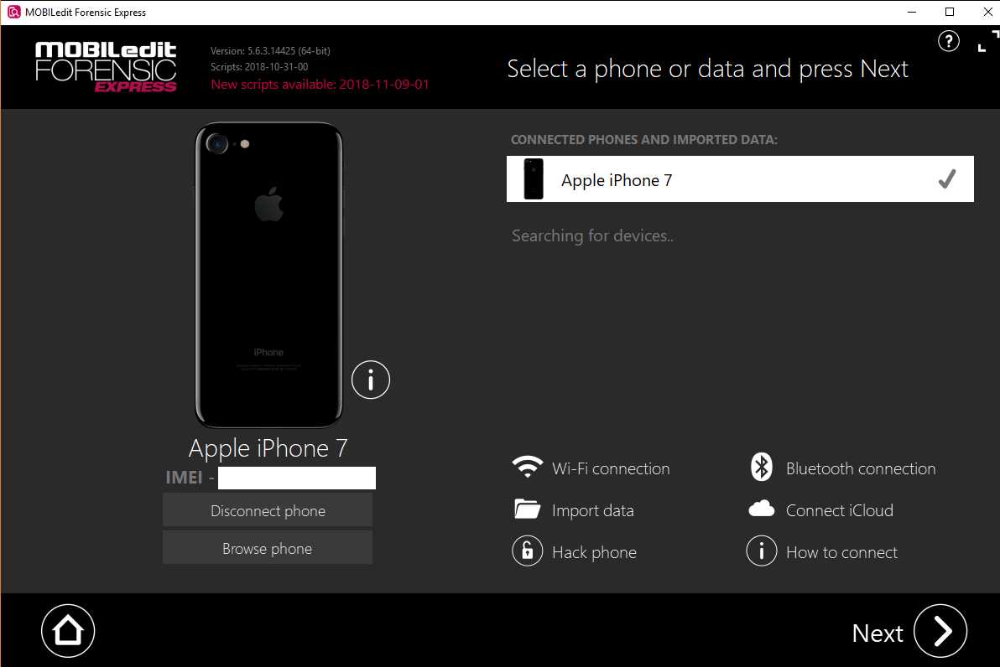 MOBILedit Forensic Express
MOBILedit
FORENSIC
EXPRESS
Version: 5.6.3.14425 (64-bit)
Scripts: 2018-10-31-00
New scripts available: 2018-11-09-01
Select a phone or data and press Next
?
CONNECTED PHONES AND IMPORTED DATA:
Apple iPhone 7
Searching for devices..
iPhone
i
Apple iPhone 7
IMEI -
Disconnect phone
Browse phone
Wi-Fi connection
Bluetooth connection
Import data
Connect iCloud
Hack phone
i
How to connect
Next